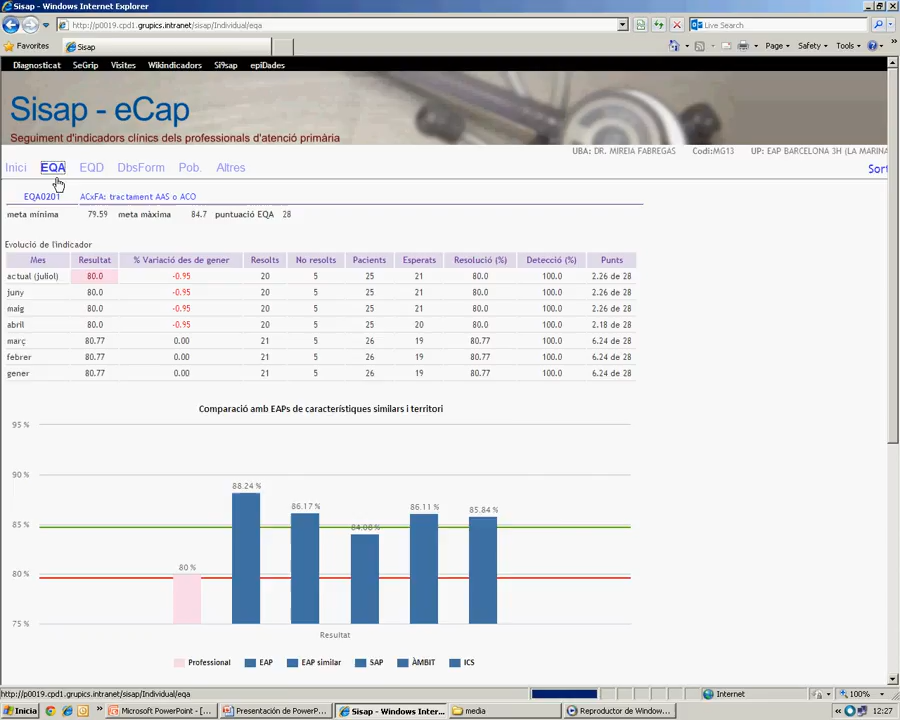 Sisap - Windows Internet Explorer
http://p0019.cpd1.grupics.intranet/sisap/Individual/eqa
Live Search
Favorites Sisap Page Safety Tools
Diagnosticat SeGrip Visites Wikindicadors Si9sap epiDades
Sisap - eCap
Seguiment d'indicadors clínics dels professionals d'atenció primària
UBA: DR. MIREIA FABREGAS Codi:MG13 UP: EAP BARCELONA 3H (LA MARINA
Inici EQA EQD DbsForm Pob. Altres Sort
EQA0201 ACxFA: tractament AAS o ACO
meta mínima 79.59 meta màxima 84.7 puntuació EQA 28
Evolució de l'indicador
Mes Resultat % Variació des de gener Resolts No resolts Pacients Esperats Resolució (%) Detecció (%) Punts
actual (juliol) 80.0 -0.95 20 5 25 21 80.0 100.0 2.26 de 28
juny 80.0 -0.95 20 5 25 21 80.0 100.0 2.26 de 28
maig 80.0 -0.95 20 5 25 21 80.0 100.0 2.26 de 28
abril 80.0 -0.95 20 5 25 20 80.0 100.0 2.18 de 28
març 80.77 0.00 21 5 26 19 80.77 100.0 6.24 de 28
febrer 80.77 0.00 21 5 26 19 80.77 100.0 6.24 de 28
gener 80.77 0.00 21 5 26 19 80.77 100.0 6.24 de 28
Comparació amb EAPs de característiques similars i territori
95 %
90 %
88.24 %
86.17 % 86.11 % 85.84 %
85 % 84.08 %
80 % 80 %
75 %
Resultat
Professional EAP EAP similar SAP ÀMBIT ICS
http://p0019.cpd1.grupics.intranet/sisap/Individual/eqa Internet 100%
Inicia Microsoft PowerPoint - [... Presentación de PowerP... Sisap - Windows Inter... media Reproductor de Window... 12:27